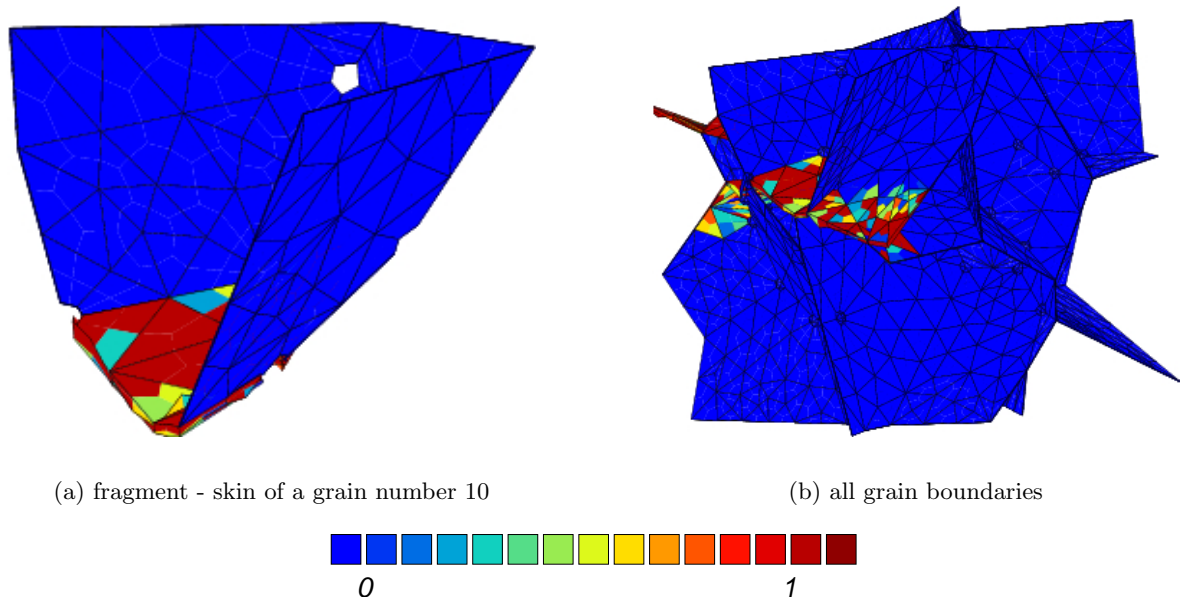 (a) fragment - skin of a grain number 10
(b) all grain boundaries
0 1